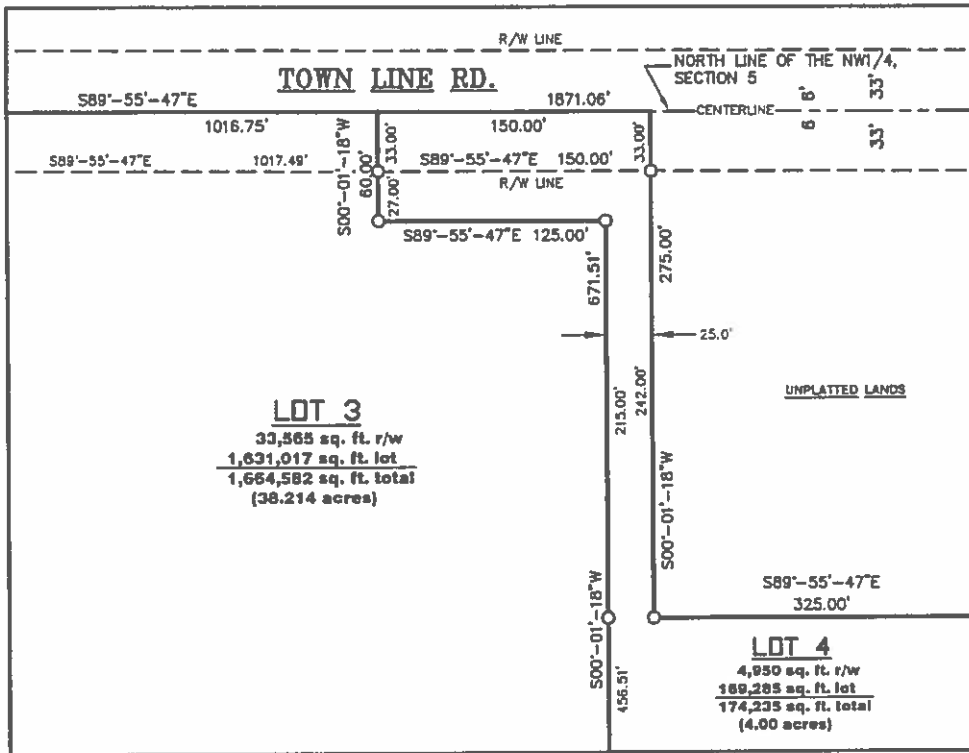 R/W LINE
NORTH LINE OF THE NW1/4,
SECTION 5
TOWN LINE RD.
S89°-55'-47"E
1871.06'
CENTERLINE
6'
33'
6
33'
1016.75'
150.00'
S00°-01'-18"W
60.00'
33.00'
33.00'
S89°-55'-47"E
1017.49'
S89°-55'-47"E
150.00'
R/W LINE
27.00'
S89°-55'-47"E 125.00'
671.51'
275.00'
25.0'
UNPLATTED LANDS
215.00'
242.00'
LOT 3
33,565 sq. ft. r/w
1,631,017 sq. ft. lot
1,664,582 sq. ft. total
(38.214 acres)
S00°-01'-18"W
S00°-01'-18"W
456.51'
S89°-55'-47"E
325.00'
LOT 4
4,950 sq. ft. r/w
169,285 sq. ft. lot
174,235 sq. ft. total
(4.00 acres)